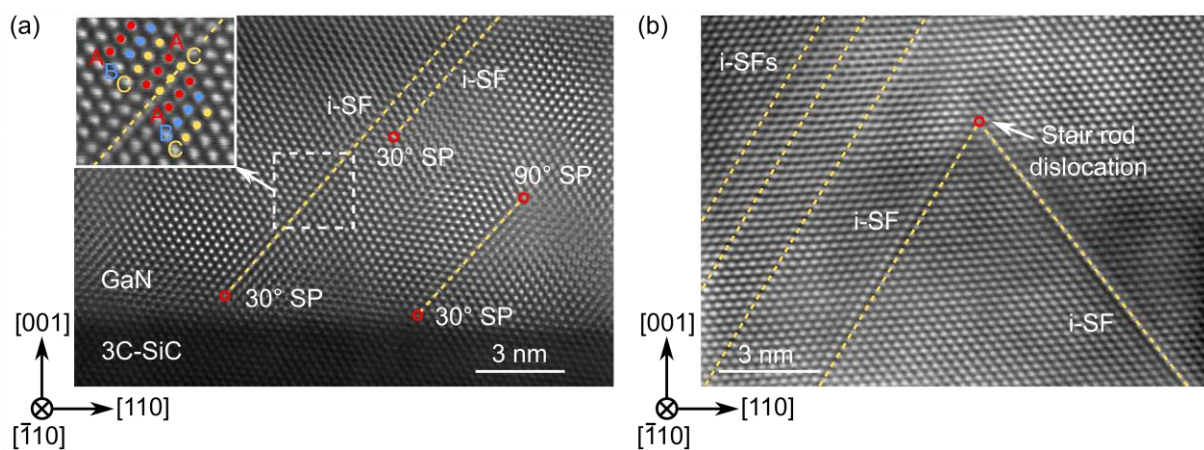 (a)
A
A
B
C
C
A
B
C
i-SF
i-SF
30° SP
90° SP
GaN
30° SP
30° SP
3C-SiC
3 nm
[001]
[110]
[1̄10]
(b)
i-SFs
Stair rod
dislocation
i-SF
i-SF
3 nm
[001]
[110]
[1̄10]